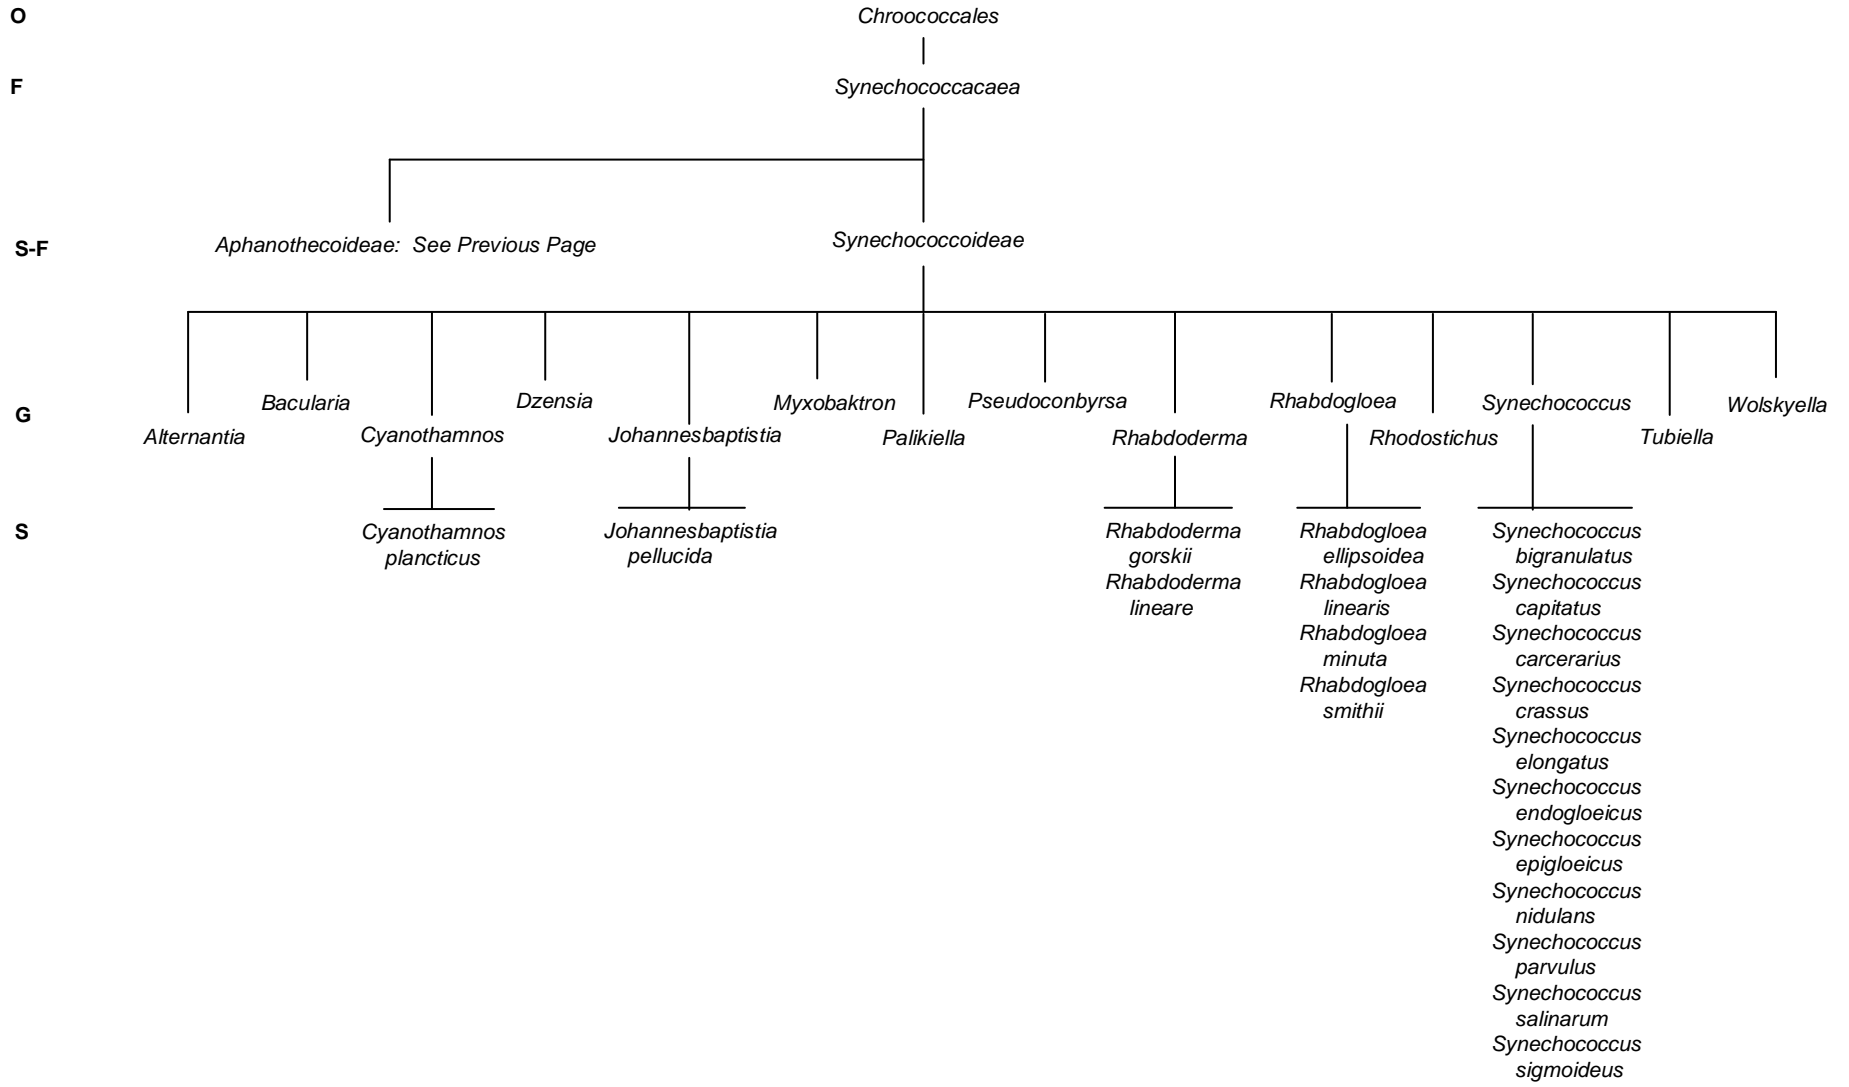 O
Chroococcales
F
Synechococcacaea
S-F
Aphanothecoideae: See Previous Page
Synechococcoideae
G
Alternantia
Bacularia
Cyanothamnos
Dzensia
Johannesbaptistia
Myxobaktron
Palikiella
Pseudoconbyrsa
Rhabdoderma
Rhabdogloea
Rhodostichus
Synechococcus
Tubiella
Wolskyella
S
Cyanothamnos
plancticus
Johannesbaptistia
pellucida
Rhabdoderma
gorskii
Rhabdoderma
lineare
Rhabdogloea
ellipsoidea
Rhabdogloea
linearis
Rhabdogloea
minuta
Rhabdogloea
smithii
Synechococcus
bigranulatus
Synechococcus
capitatus
Synechococcus
carcerarius
Synechococcus
crassus
Synechococcus
elongatus
Synechococcus
endogloeicus
Synechococcus
epigloeicus
Synechococcus
nidulans
Synechococcus
parvulus
Synechococcus
salinarum
Synechococcus
sigmoideus